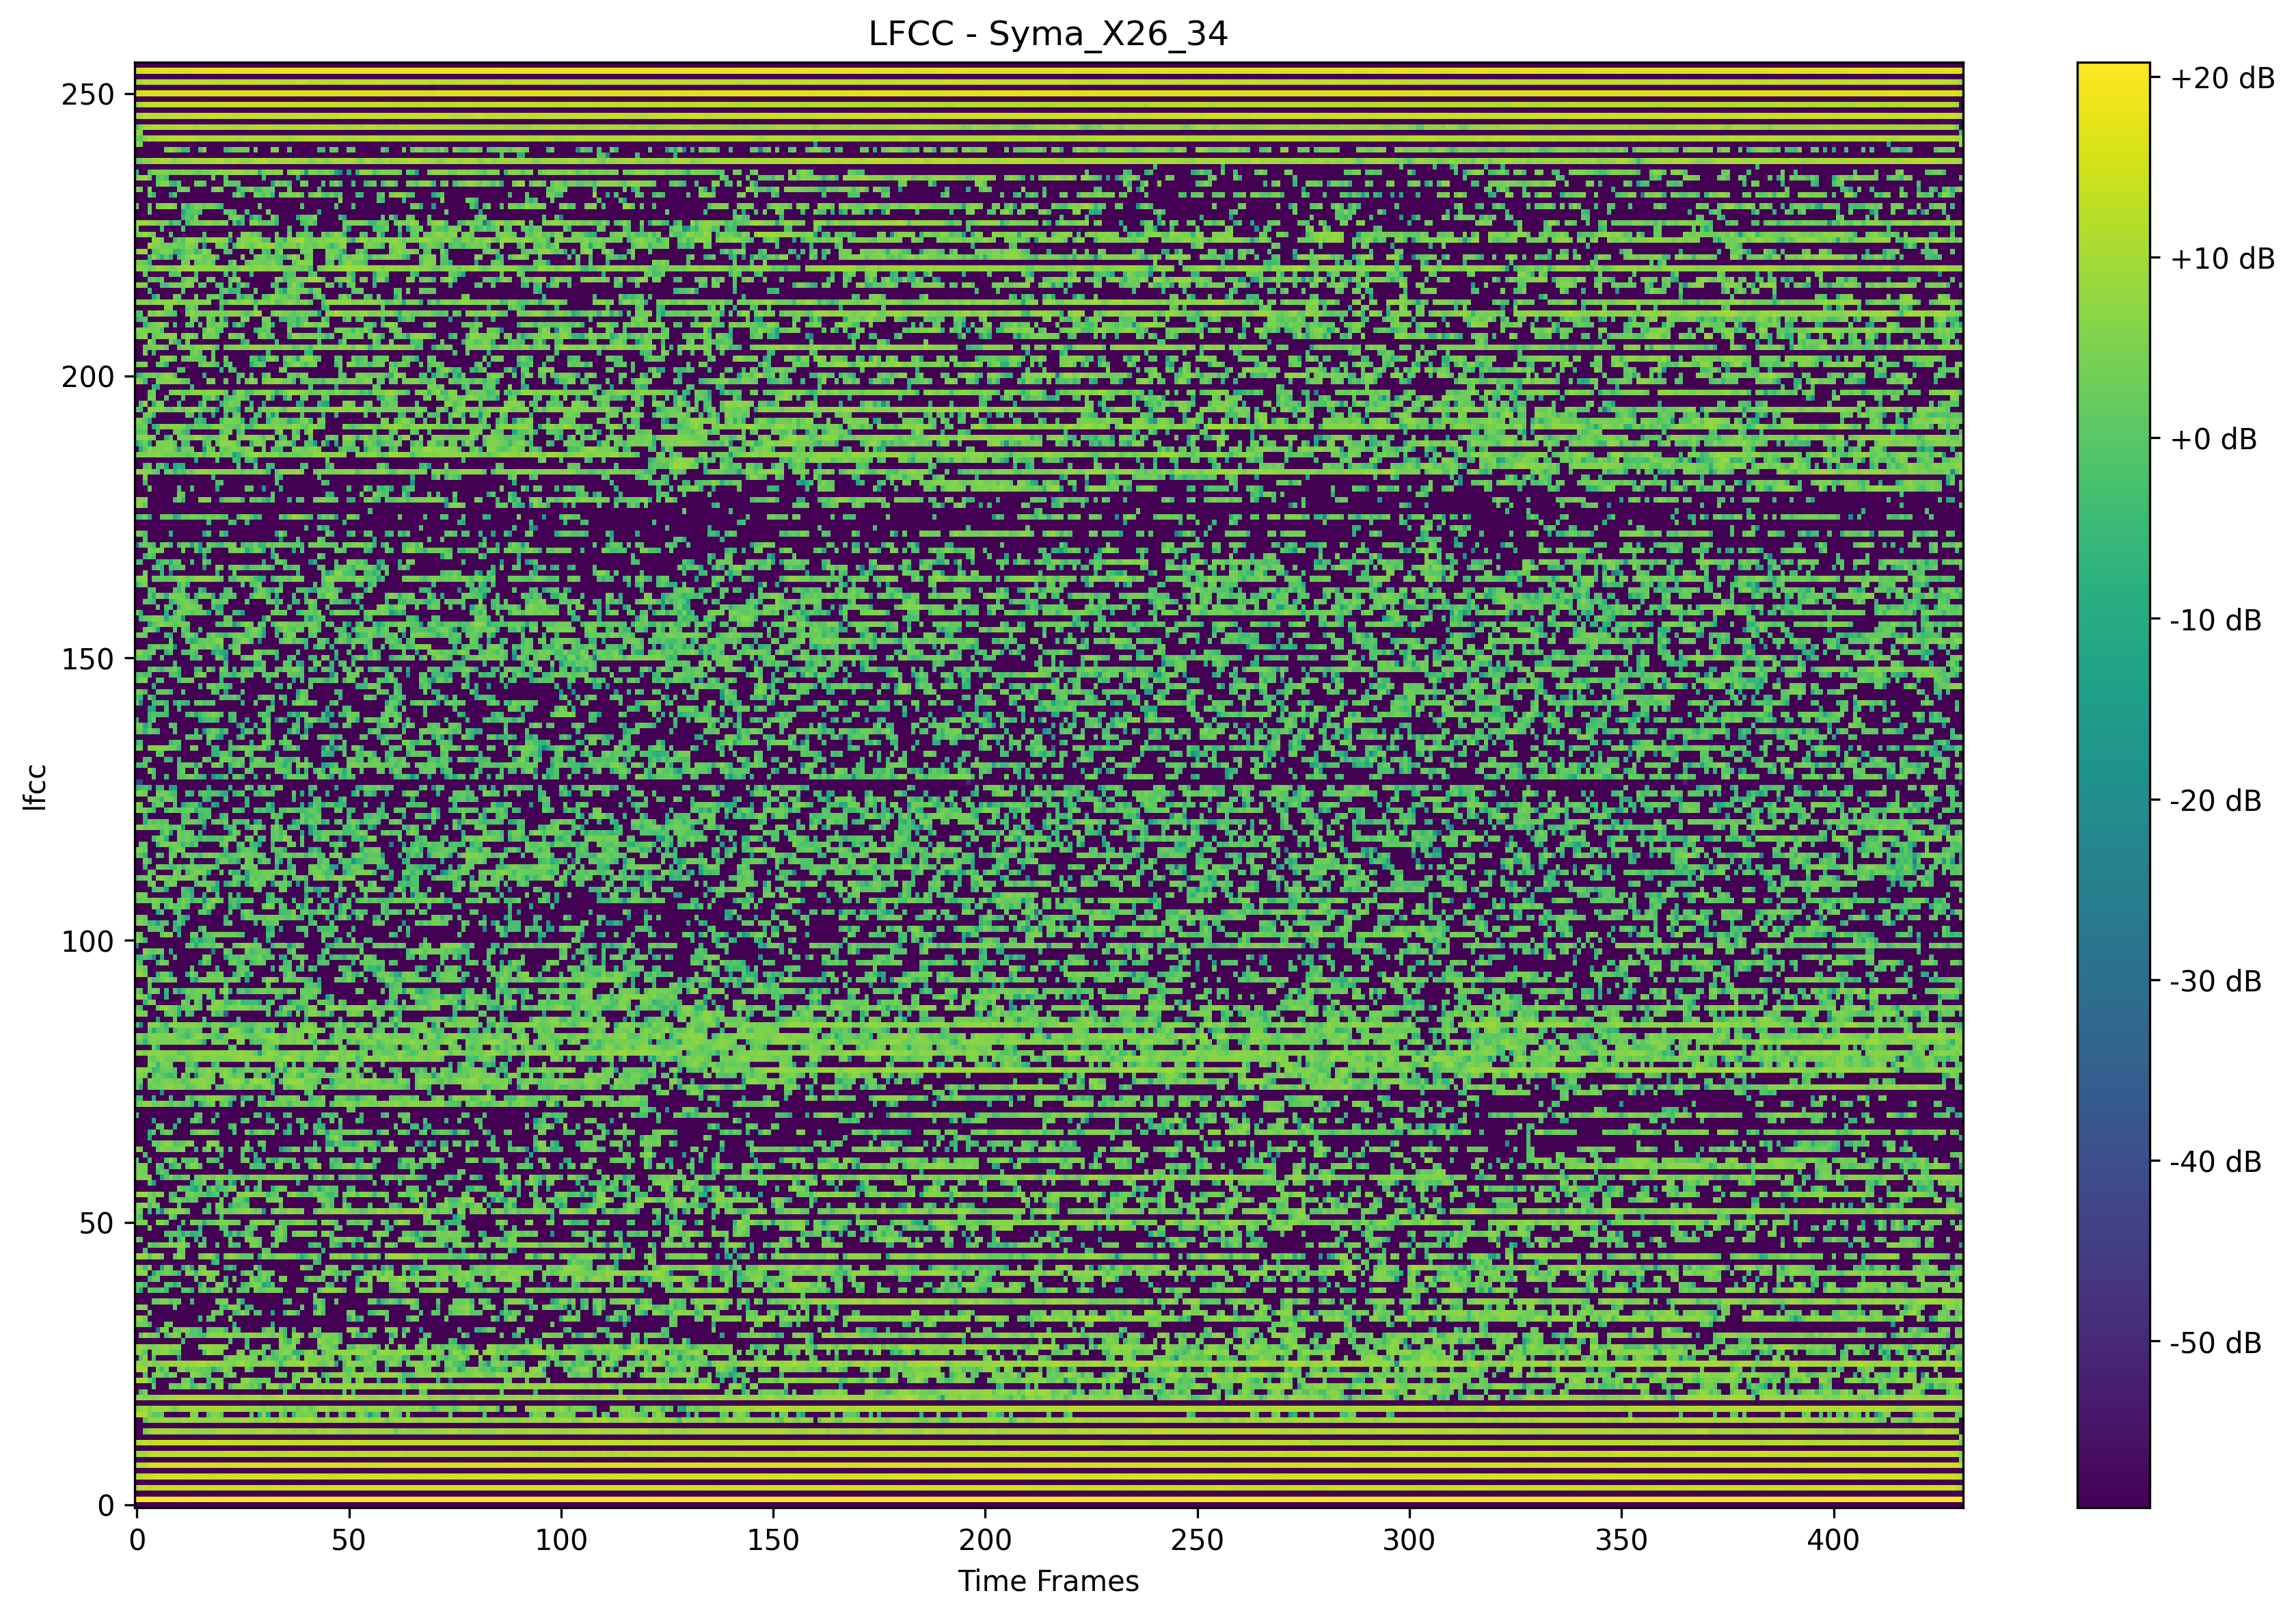 LFCC - Syma_X26_34
lfcc
250
200
150
100
50
0
0 50 100 150 200 250 300 350 400
Time Frames
+20 dB
+10 dB
+0 dB
-10 dB
-20 dB
-30 dB
-40 dB
-50 dB